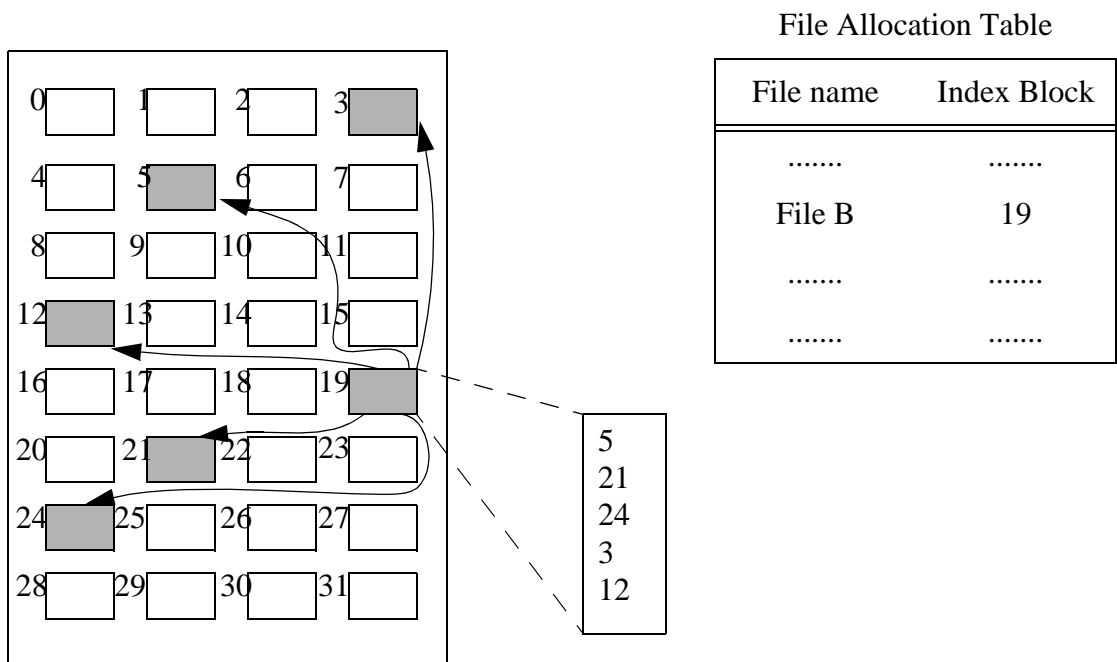 File Allocation Table
File name Index Block
....... .......
File B 19
....... .......
....... .......
0 1 2 3
4 5 6 7
8 9 10 11
12 13 14 15
16 17 18 19
20 21 22 23
24 25 26 27
28 29 30 31
5
21
24
3
12